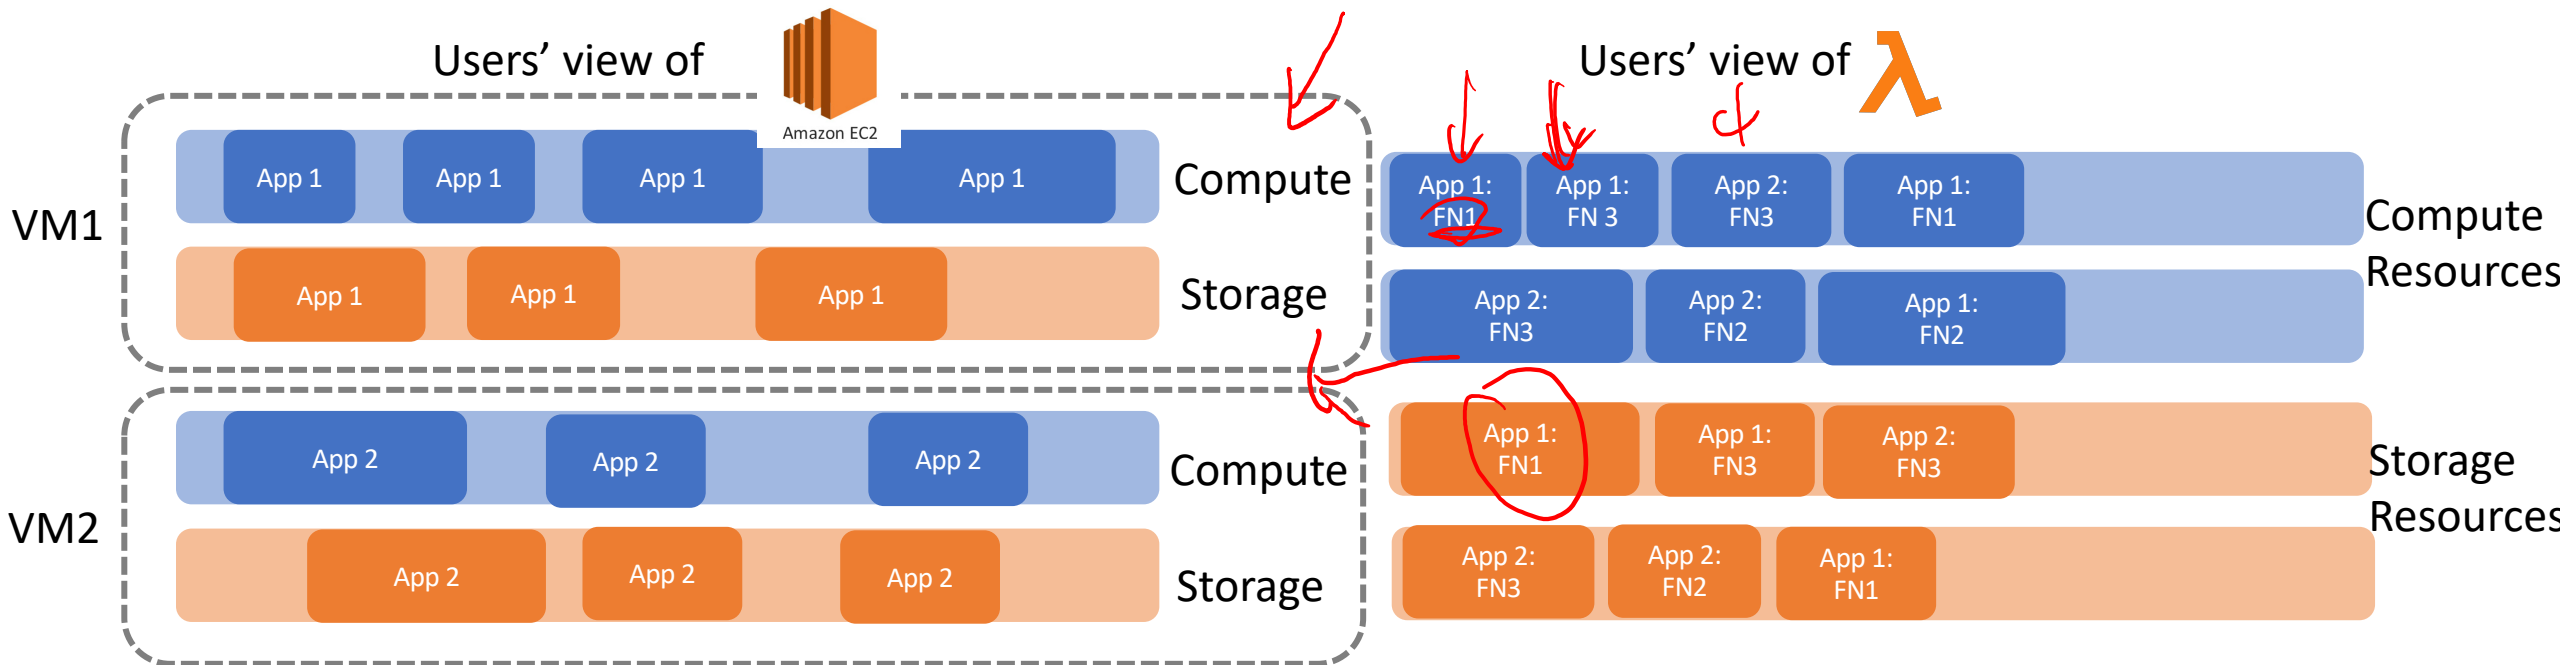 Users' view of
Amazon EC2
VM1
App 1
App 1
App 1
App 1
Compute
App 1
App 1
App 1
Storage
VM2
App 2
App 2
App 2
Compute
App 2
App 2
App 2
Storage
Users' view of λ
App 1:
FN1
App 1:
FN 3
App 2:
FN3
App 1:
FN1
App 2:
FN3
App 2:
FN2
App 1:
FN2
Compute
Resources
App 1:
FN1
App 1:
FN3
App 2:
FN3
App 2:
FN3
App 2:
FN2
App 1:
FN1
Storage
Resources